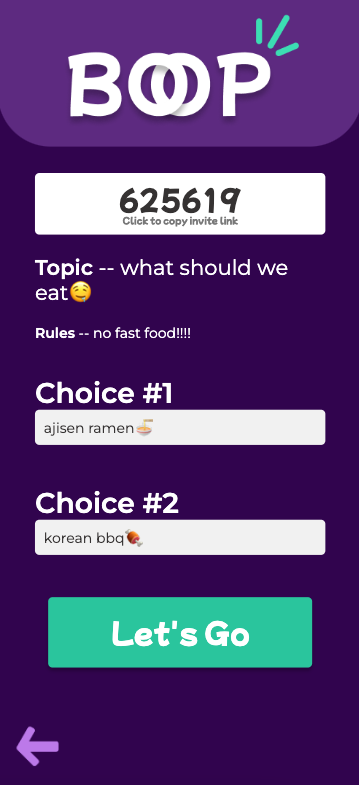 BOOP
625619
Click to copy invite link
Topic -- what should we
eat🤤
Rules -- no fast food!!!!
Choice #1
ajisen ramen🍜
Choice #2
korean bbq🍖
Let's Go